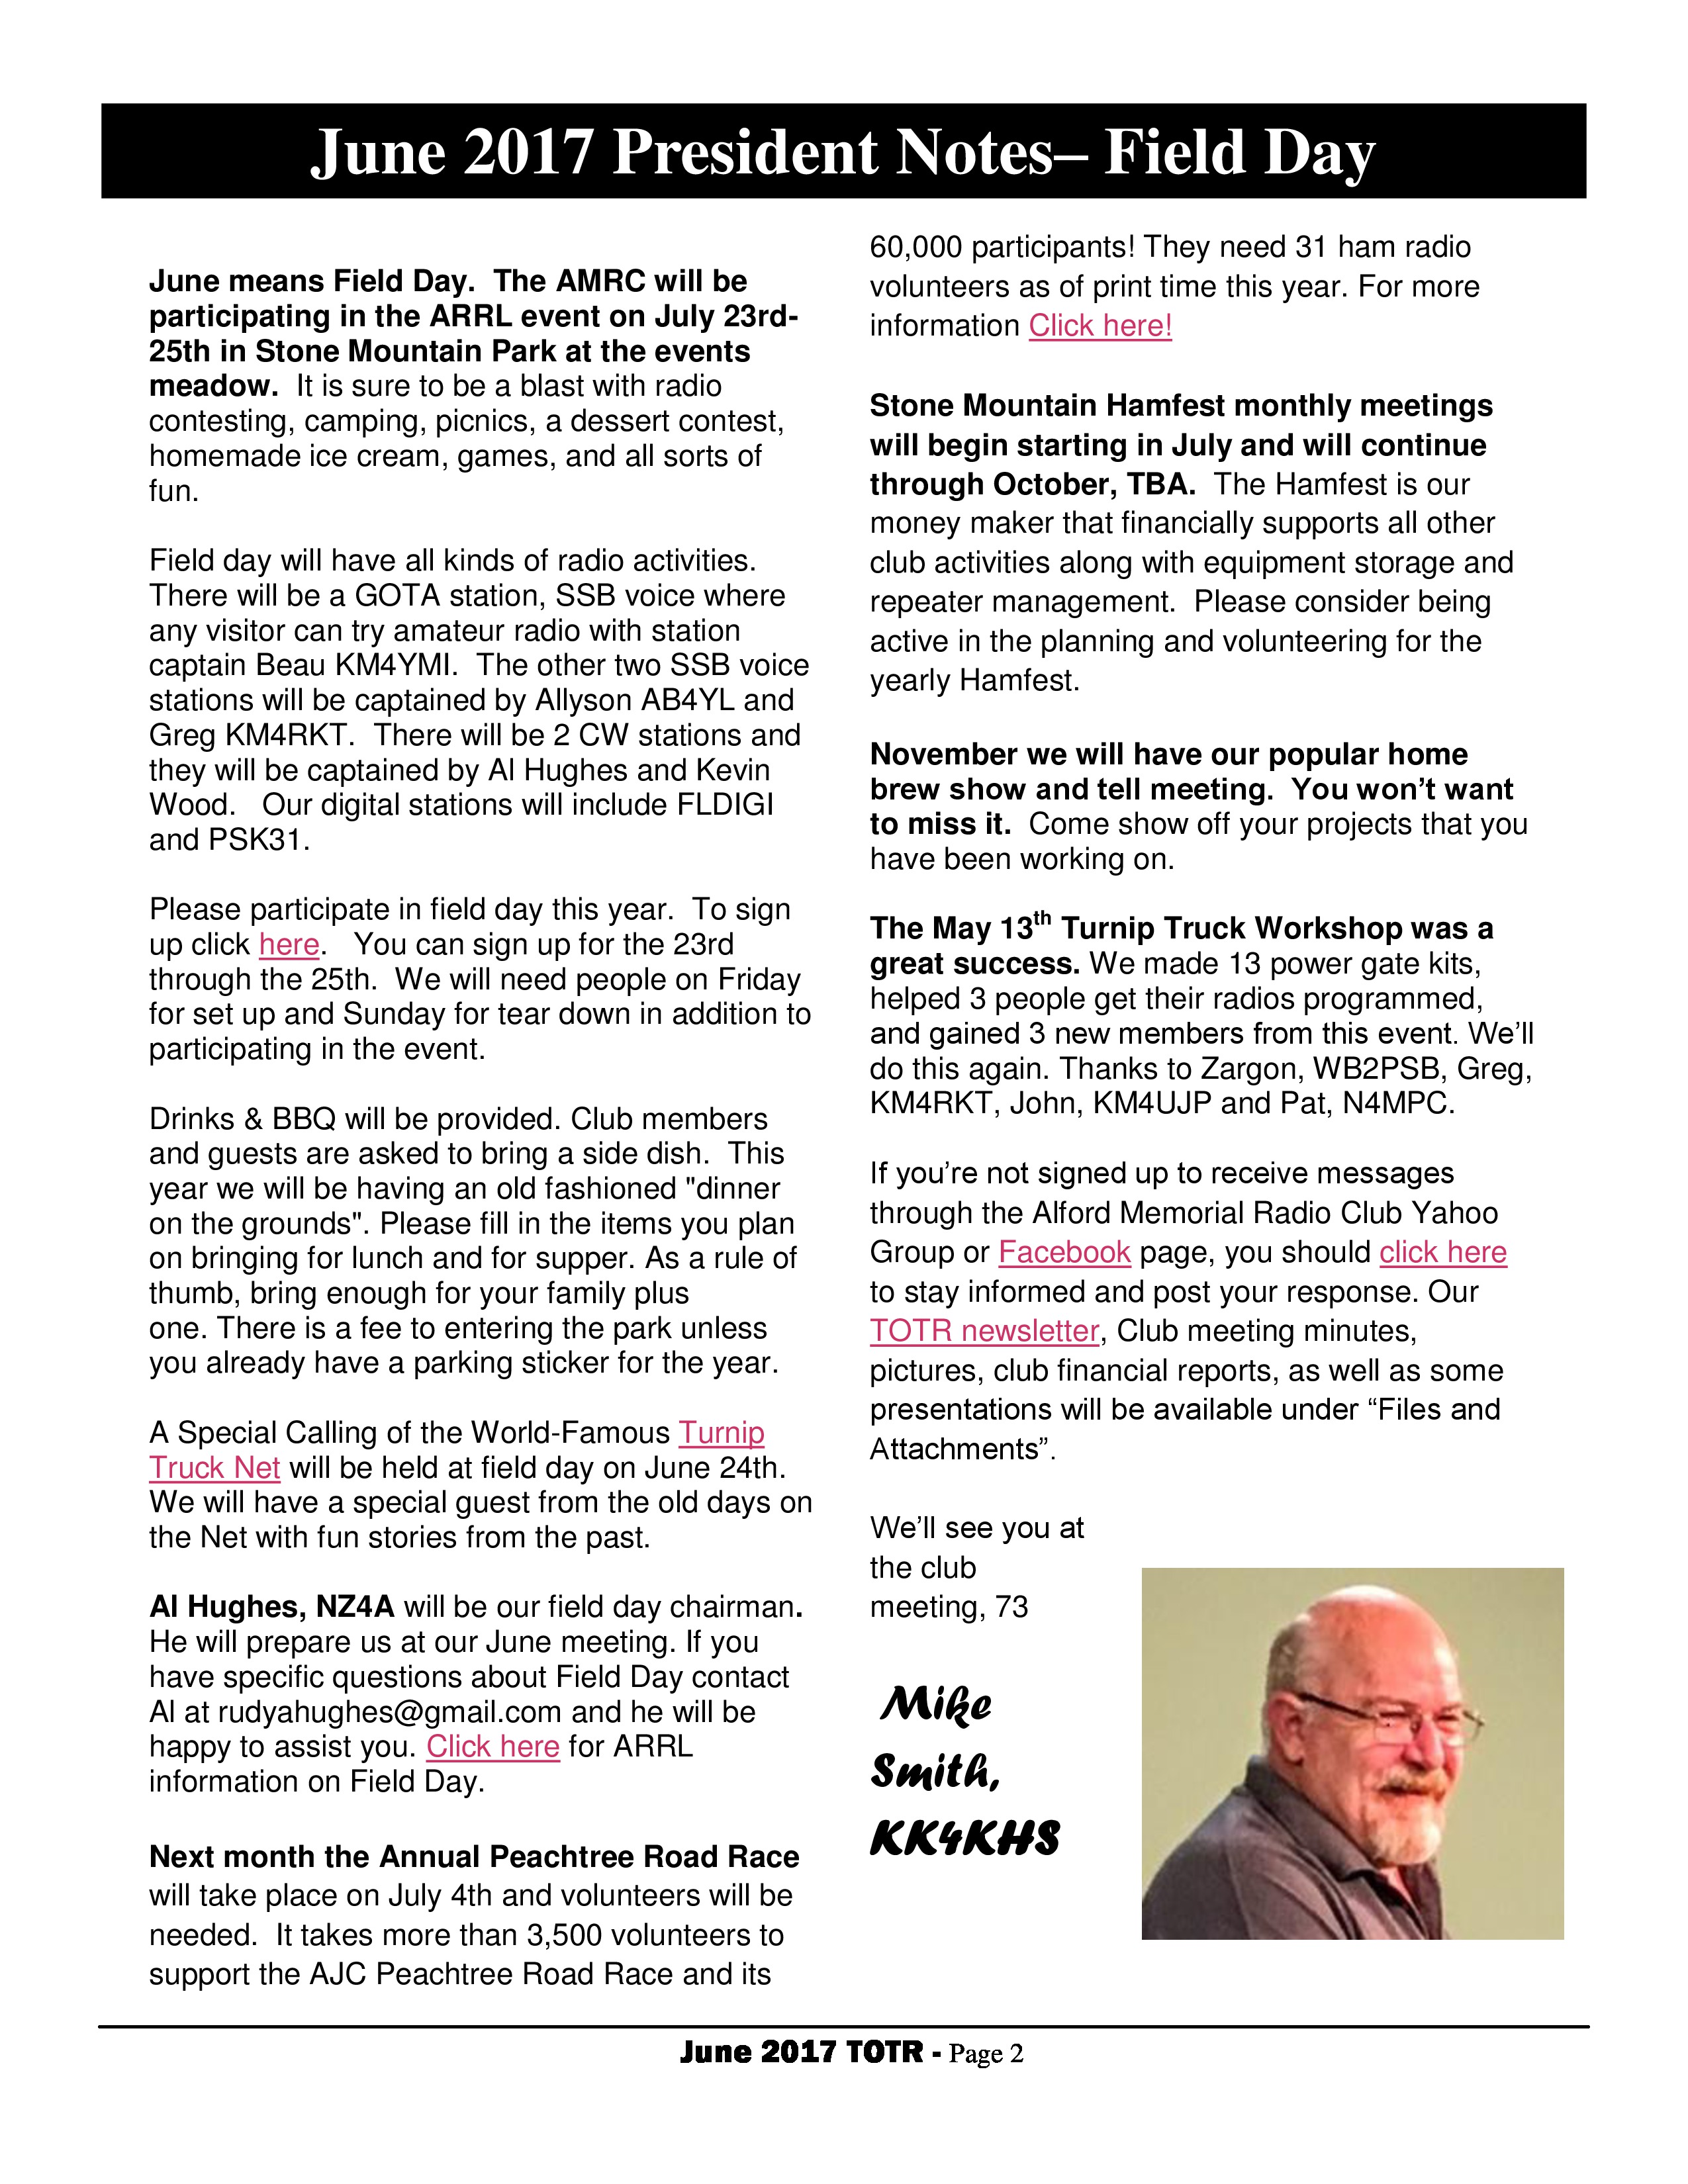 June 2017 President Notes– Field Day
June means Field Day.  The AMRC will be
participating in the ARRL event on July 23rd-
25th in Stone Mountain Park at the events
meadow.  It is sure to be a blast with radio
contesting, camping, picnics, a dessert contest,
homemade ice cream, games, and all sorts of
fun.
Field day will have all kinds of radio activities.
There will be a GOTA station, SSB voice where
any visitor can try amateur radio with station
captain Beau KM4YMI.  The other two SSB voice
stations will be captained by Allyson AB4YL and
Greg KM4RKT.  There will be 2 CW stations and
they will be captained by Al Hughes and Kevin
Wood.   Our digital stations will include FLDIGI
and PSK31.
Please participate in field day this year.  To sign
up click here.   You can sign up for the 23rd
through the 25th.  We will need people on Friday
for set up and Sunday for tear down in addition to
participating in the event.
Drinks & BBQ will be provided. Club members
and guests are asked to bring a side dish.  This
year we will be having an old fashioned "dinner
on the grounds". Please fill in the items you plan
on bringing for lunch and for supper. As a rule of
thumb, bring enough for your family plus
one. There is a fee to entering the park unless
you already have a parking sticker for the year.
A Special Calling of the World-Famous Turnip
Truck Net will be held at field day on June 24th.
We will have a special guest from the old days on
the Net with fun stories from the past.
Al Hughes, NZ4A will be our field day chairman.
He will prepare us at our June meeting. If you
have specific questions about Field Day contact
Al at rudyahughes@gmail.com and he will be
happy to assist you. Click here for ARRL
information on Field Day.
Next month the Annual Peachtree Road Race
will take place on July 4th and volunteers will be
needed.  It takes more than 3,500 volunteers to
support the AJC Peachtree Road Race and its
60,000 participants! They need 31 ham radio
volunteers as of print time this year. For more
information Click here!
Stone Mountain Hamfest monthly meetings
will begin starting in July and will continue
through October, TBA.  The Hamfest is our
money maker that financially supports all other
club activities along with equipment storage and
repeater management.  Please consider being
active in the planning and volunteering for the
yearly Hamfest.
November we will have our popular home
brew show and tell meeting.  You won’t want
to miss it.  Come show off your projects that you
have been working on.
The May 13th Turnip Truck Workshop was a
great success. We made 13 power gate kits,
helped 3 people get their radios programmed,
and gained 3 new members from this event. We’ll
do this again. Thanks to Zargon, WB2PSB, Greg,
KM4RKT, John, KM4UJP and Pat, N4MPC.
If you’re not signed up to receive messages
through the Alford Memorial Radio Club Yahoo
Group or Facebook page, you should click here
to stay informed and post your response. Our
TOTR newsletter, Club meeting minutes,
pictures, club financial reports, as well as some
presentations will be available under “Files and
Attachments”.
We’ll see you at
the club
meeting, 73
Mike
Smith,
KK4KHS
June 2017 TOTR - Page 2